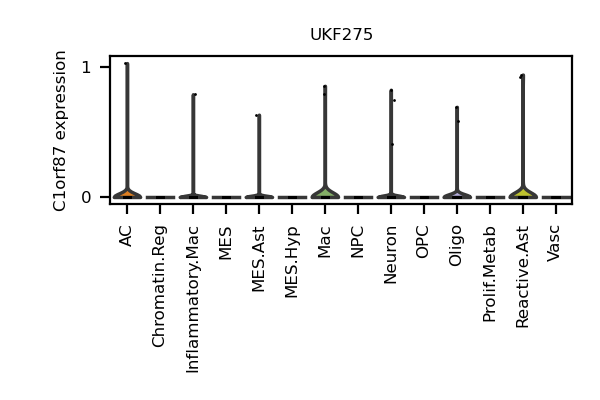 UKF275
C1orf87 expression
1
0
AC
Chromatin.Reg
Inflammatory.Mac
MES
MES.Ast
MES.Hyp
Mac
NPC
Neuron
OPC
Oligo
Prolif.Metab
Reactive.Ast
Vasc